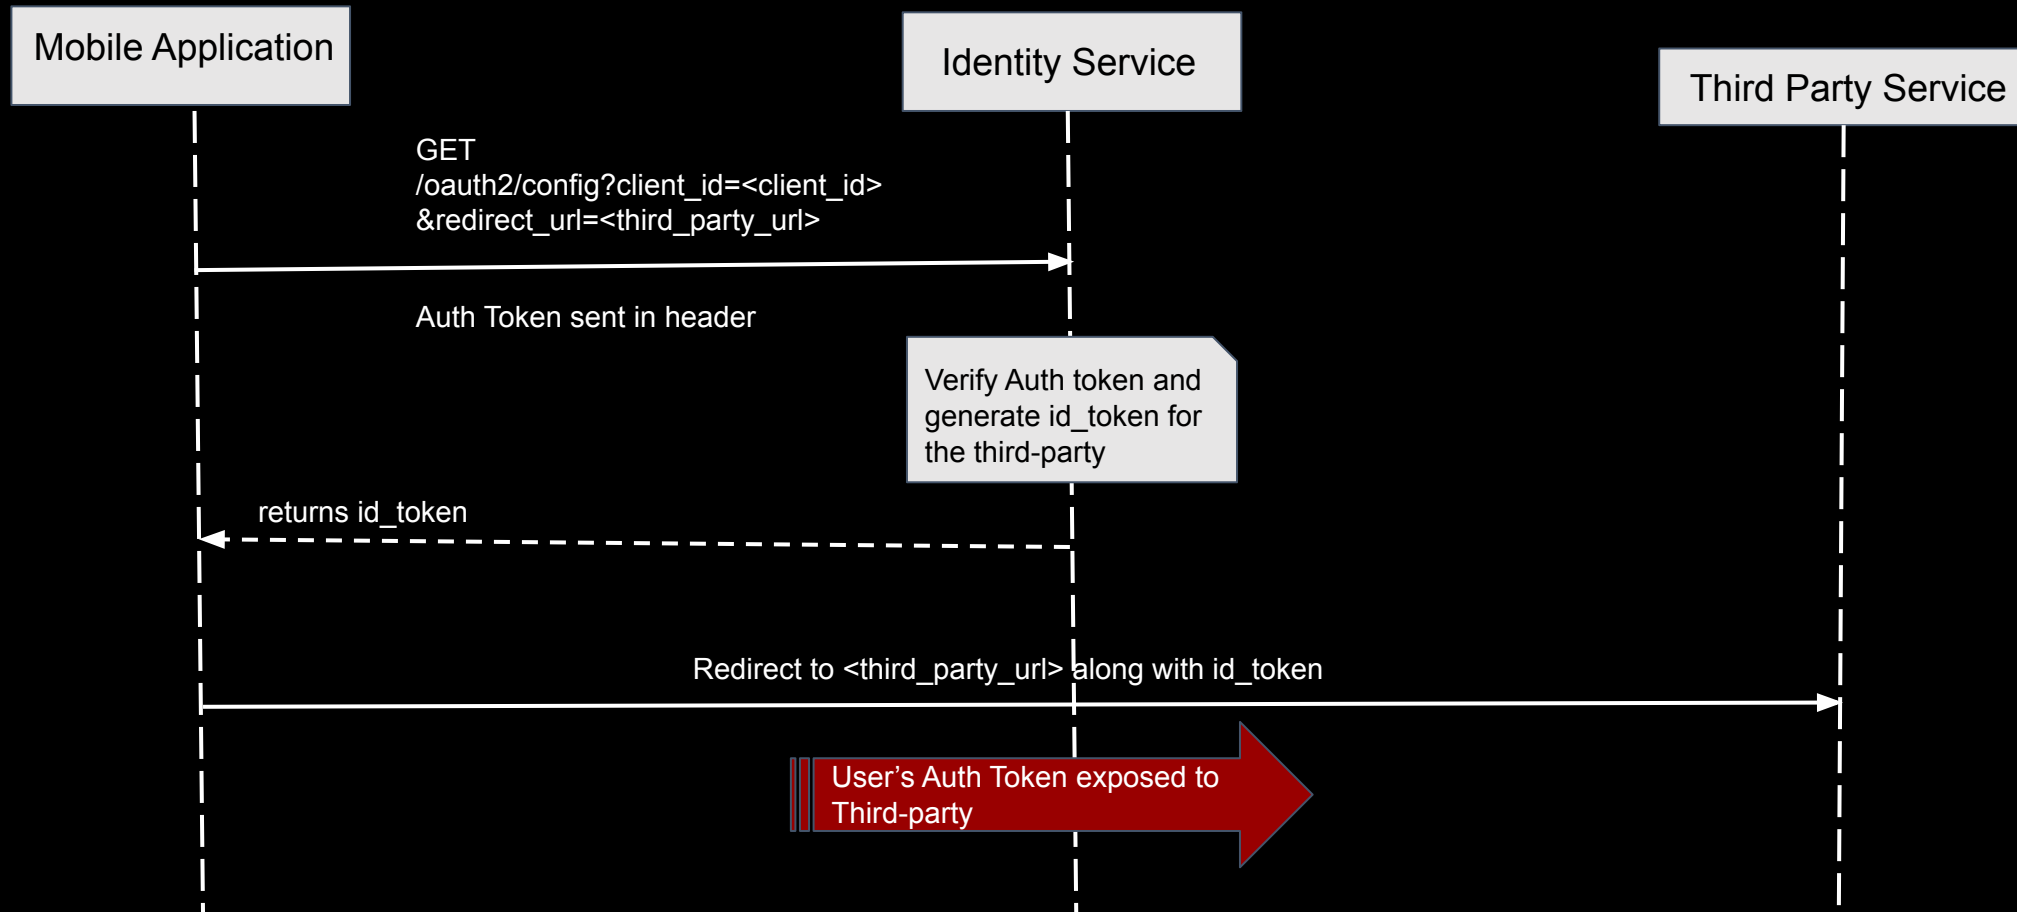 Mobile Application
Identity Service
Third Party Service
GET
/oauth2/config?client_id=<client_id>
&redirect_url=<third_party_url>
Auth Token sent in header
Verify Auth token and
generate id_token for
the third-party
returns id_token
Redirect to <third_party_url> along with id_token
User’s Auth Token exposed to
Third-party